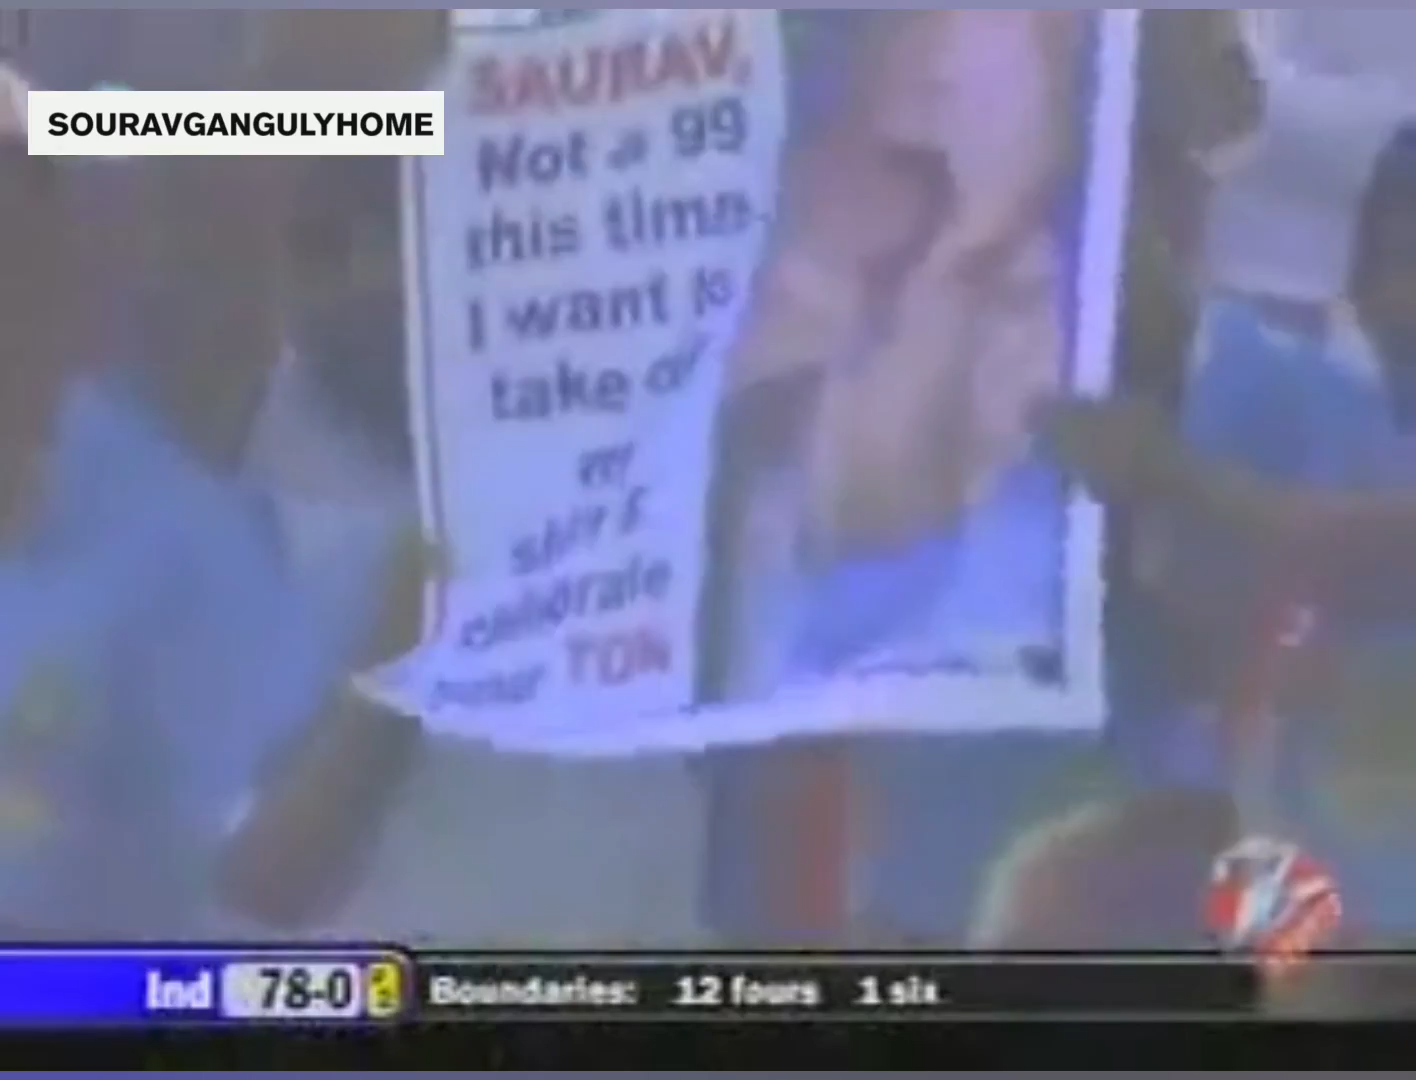 SOURAVGANGULYHOME
SAURAV,
Not a 99
this time.
I want to
take off
my
shirt &
celebrate
your TON
Ind 78-0 Boundaries: 12 fours 1 six